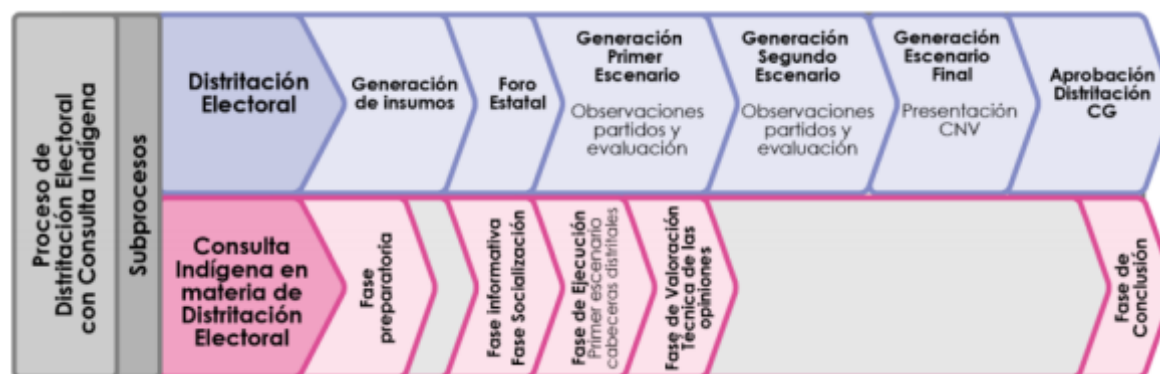 Proceso de
Distritación Electoral
con Consulta Indígena
Subprocesos
Distritación
Electoral
Generación
de insumos
Foro
Estatal
Generación
Primer
Escenario
Observaciones
partidos y
evaluación
Generación
Segundo
Escenario
Observaciones
partidos y
evaluación
Generación
Escenario
Final
Presentación
CNV
Aprobación
Distritación
CG
Consulta
Indígena en
materia de
Distritación
Electoral
Fase
preparatoria
Fase informativa
Fase Socialización
Fase de Ejecución
Primer escenario
cabeceras distritales
Fase de Valoración
Técnica de las
opiniones
Fase de
Conclusión